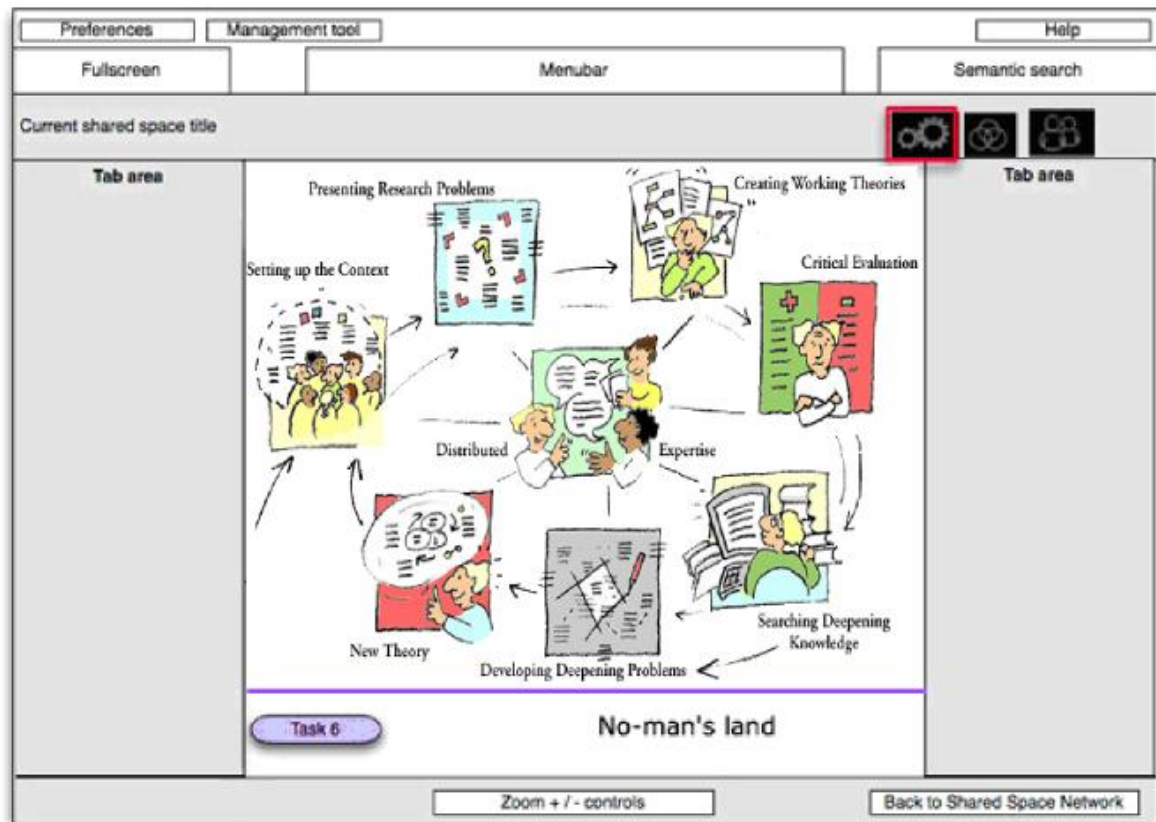 Preferences
Management tool
Help
Fullscreen
Menubar
Semantic search
Current shared space title
Tab area
Tab area
Presenting Research Problems
Creating Working Theories
Setting up the Context
Critical Evaluation
Distributed
Expertise
Searching Deepening
Knowledge
New Theory
Developing Deepening Problems
Task 6
No-man's land
Zoom + / - controls
Back to Shared Space Network